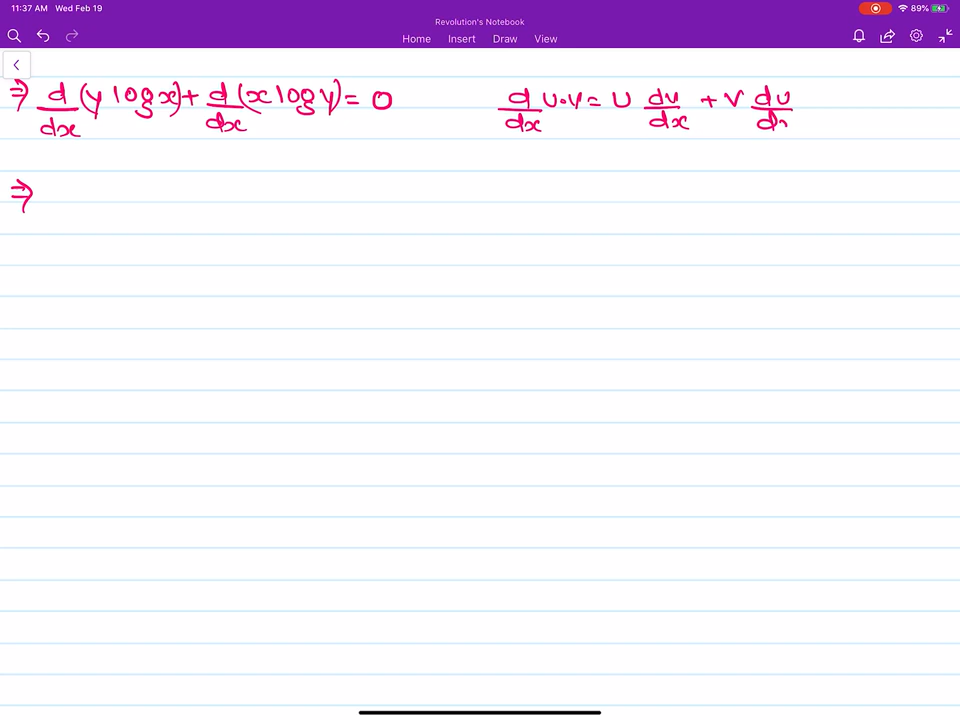 11:37 AM Wed Feb 19
89%
Revolution's Notebook
Home Insert Draw View
⇒ d/dx (y log x) + d/dx (x log y) = 0
d/dx u.v = u dv/dx + v du/dx
⇒